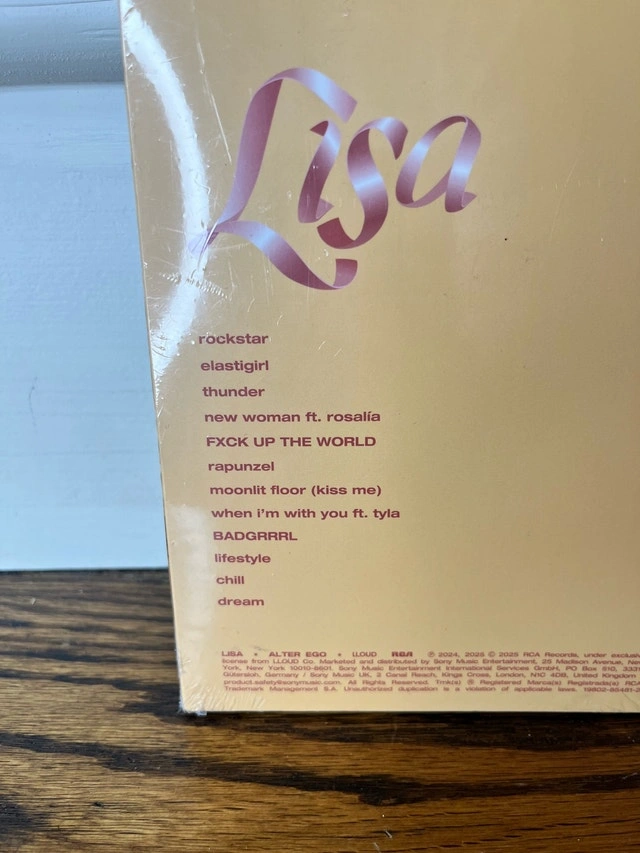 Lisa
rockstar
elastigirl
thunder
new woman ft. rosalía
FXCK UP THE WORLD
rapunzel
moonlit floor (kiss me)
when i'm with you ft. tyla
BADGRRRL
lifestyle
chill
dream
LISA • ALTER EGO • LLOUD RCA ℗ 2024, 2025 © 2025 RCA Records, under
license from LLOUD Co. Marketed and distributed by Sony Music Entertainment, 25 Madison Avenue, New
York, New York 10010-8601. Sony Music Entertainment International Services GmbH, PO Box 510,
Gütersloh, Germany / Sony Music UK, 2 Canal Reach, Kings Cross, London, N1C 4DB, United Kingdom
product.safety@sonymusic.com. All Rights Reserved. Tmk(s) ® Registered Marca(s) Registrada(s) RCA
Trademark Management S.A. Unauthorized duplication is a violation of applicable laws.